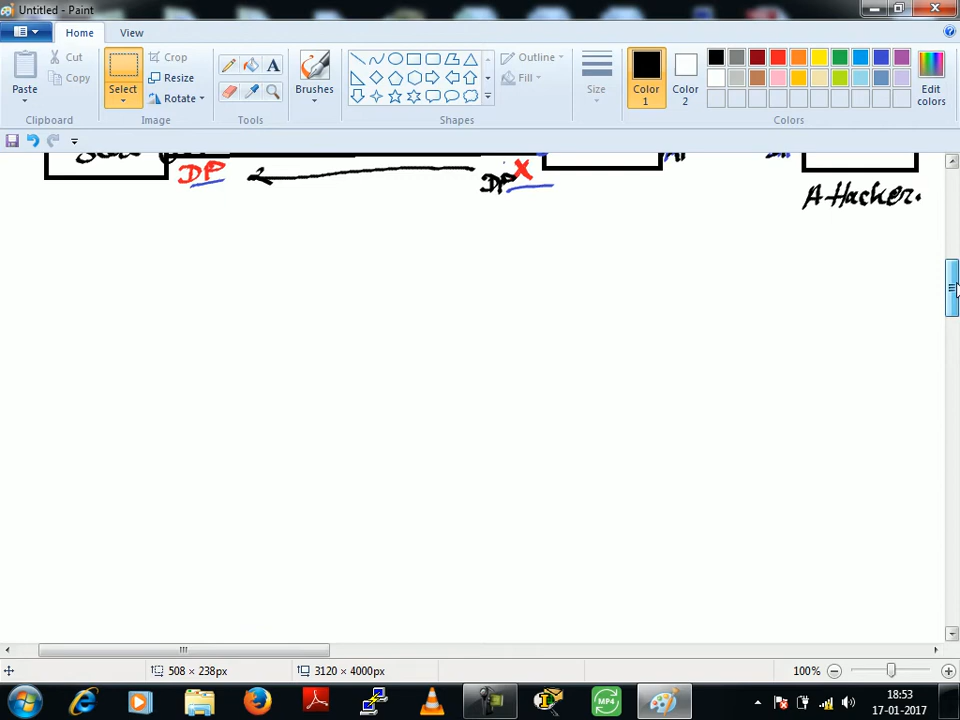 Untitled - Paint
Home
View
Paste
Cut
Copy
Clipboard
Select
Crop
Resize
Rotate
Image
A
Tools
Brushes
Outline
Fill
Shapes
Size
Color 1
Color 2
Edit colors
Colors
DP
DP X
A Hacker.
508 × 238px
3120 × 4000px
100%
MP4
18:53
17-01-2017